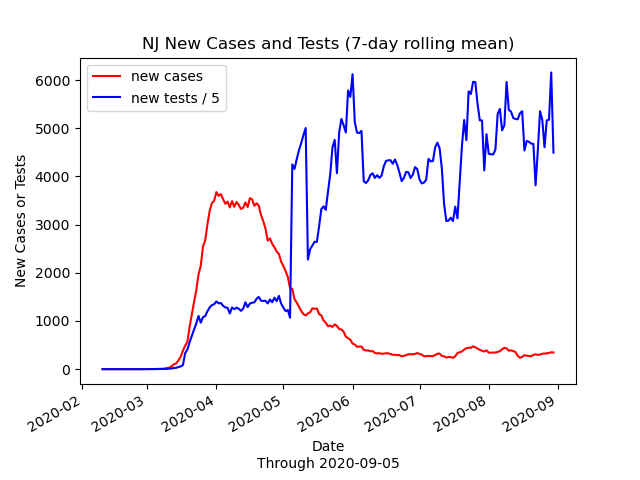 NJ New Cases and Tests (7-day rolling mean)
new cases
new tests / 5
New Cases or Tests
6000
5000
4000
3000
2000
1000
0
2020-02
2020-03
2020-04
2020-05
2020-06
2020-07
2020-08
2020-09
Date
Through 2020-09-05